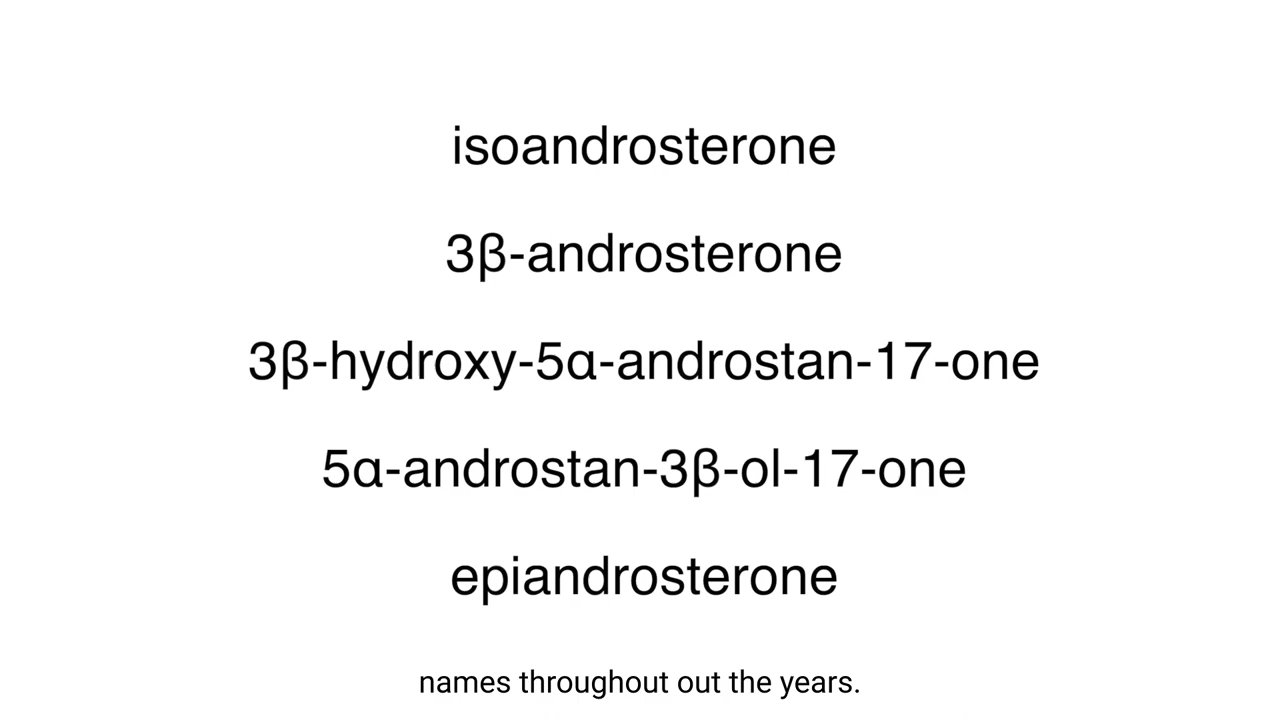 isoandrosterone
3β-androsterone
3β-hydroxy-5α-androstan-17-one
5α-androstan-3β-ol-17-one
epiandrosterone
names throughout out the years.